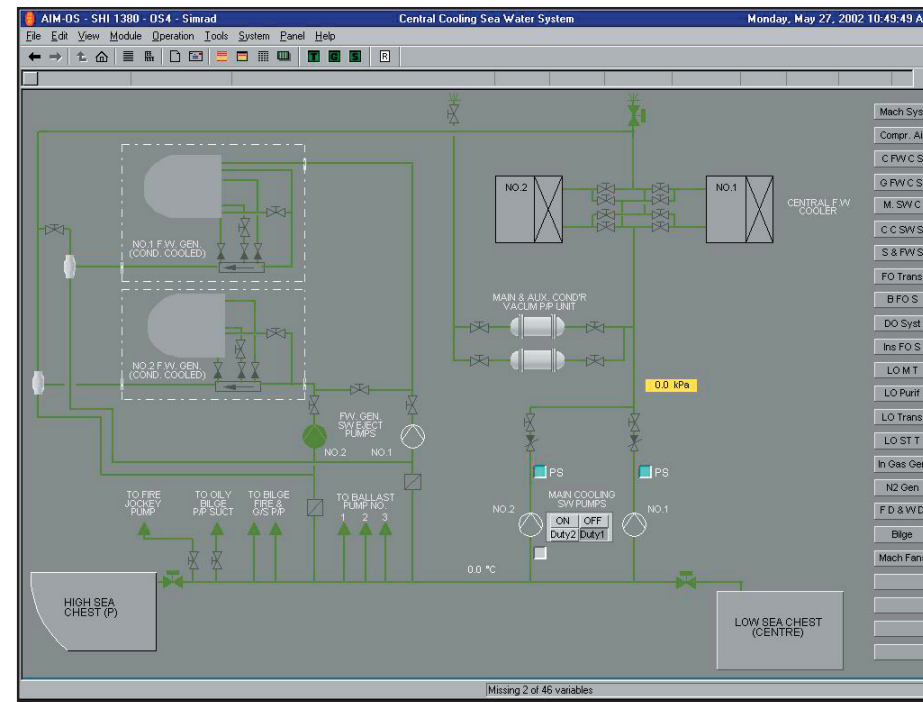 AIM-OS - SHI 1380 - OS4 - Simrad Central Cooling Sea Water System Monday, May 27, 2002 10:49:49 A
File Edit View Module Operation Tools System Panel Help
T G S R
Mach Sys
Compr. Ai
C FW C S
G FW C S
M. SW C
C C SW S
S & FW S
FO Trans
B FO S
DO Syst
Ins FO S
LO M T
LO Purif
LO Trans
LO ST T
In Gas Ger
N2 Gen
F D & W D
Bilge
Mach Fans
NO.2
NO.1
CENTRAL F.W
COOLER
NO.1 F.W. GEN.
(COND. COOLED)
MAIN & AUX. COND'R
VACUM P/P UNIT
NO.2 F.W. GEN.
(COND. COOLED)
0.0 kPa
FW. GEN.
SW EJECT
PUMPS
NO.2 NO.1
PS
PS
TO FIRE
JOCKEY
PUMP
TO OILY
BILGE
P/P SUCT
TO BILGE
FIRE &
G/S P/P
TO BALLAST
PUMP NO.
1 2 3
MAIN COOLING
SW PUMPS
NO.2
NO.1
ON OFF
Duty2 Duty1
0.0 °C
HIGH SEA
CHEST (P)
LOW SEA CHEST
(CENTRE)
Missing 2 of 46 variables